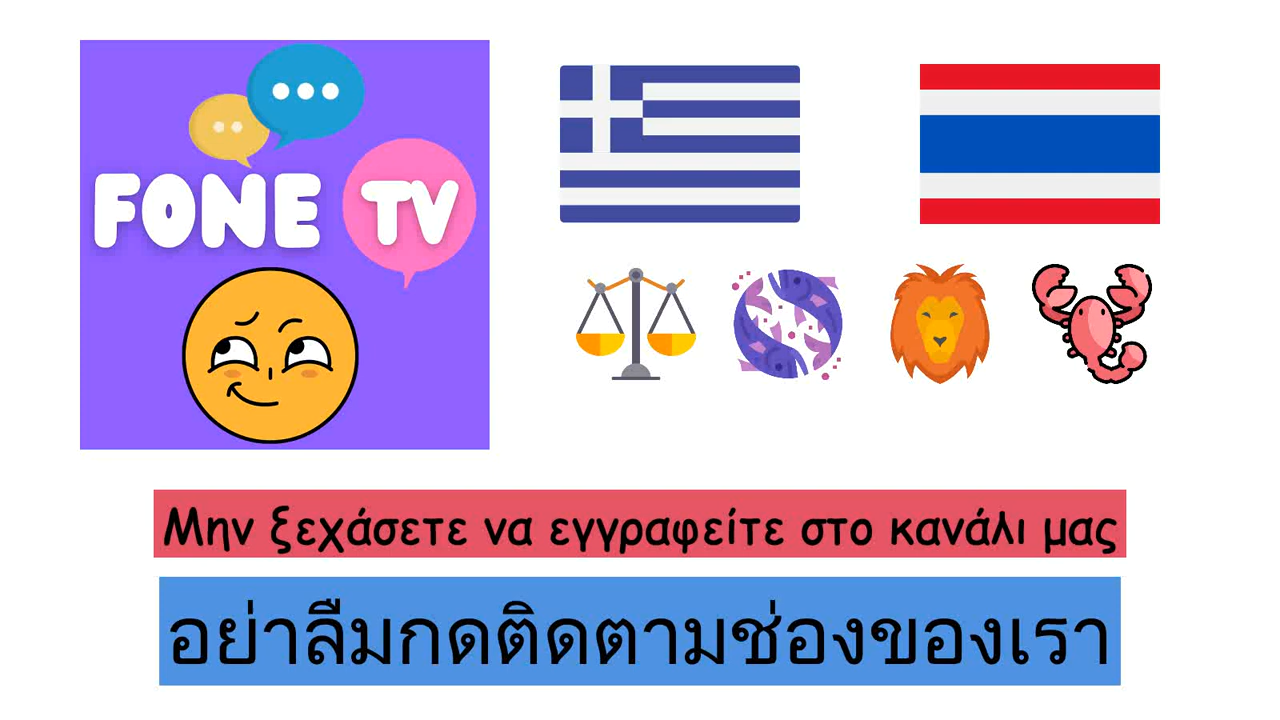 FONE TV
Μην ξεχάσετε να εγγραφείτε στο κανάλι μας
อย่าลืมกดติดตามช่องของเรา